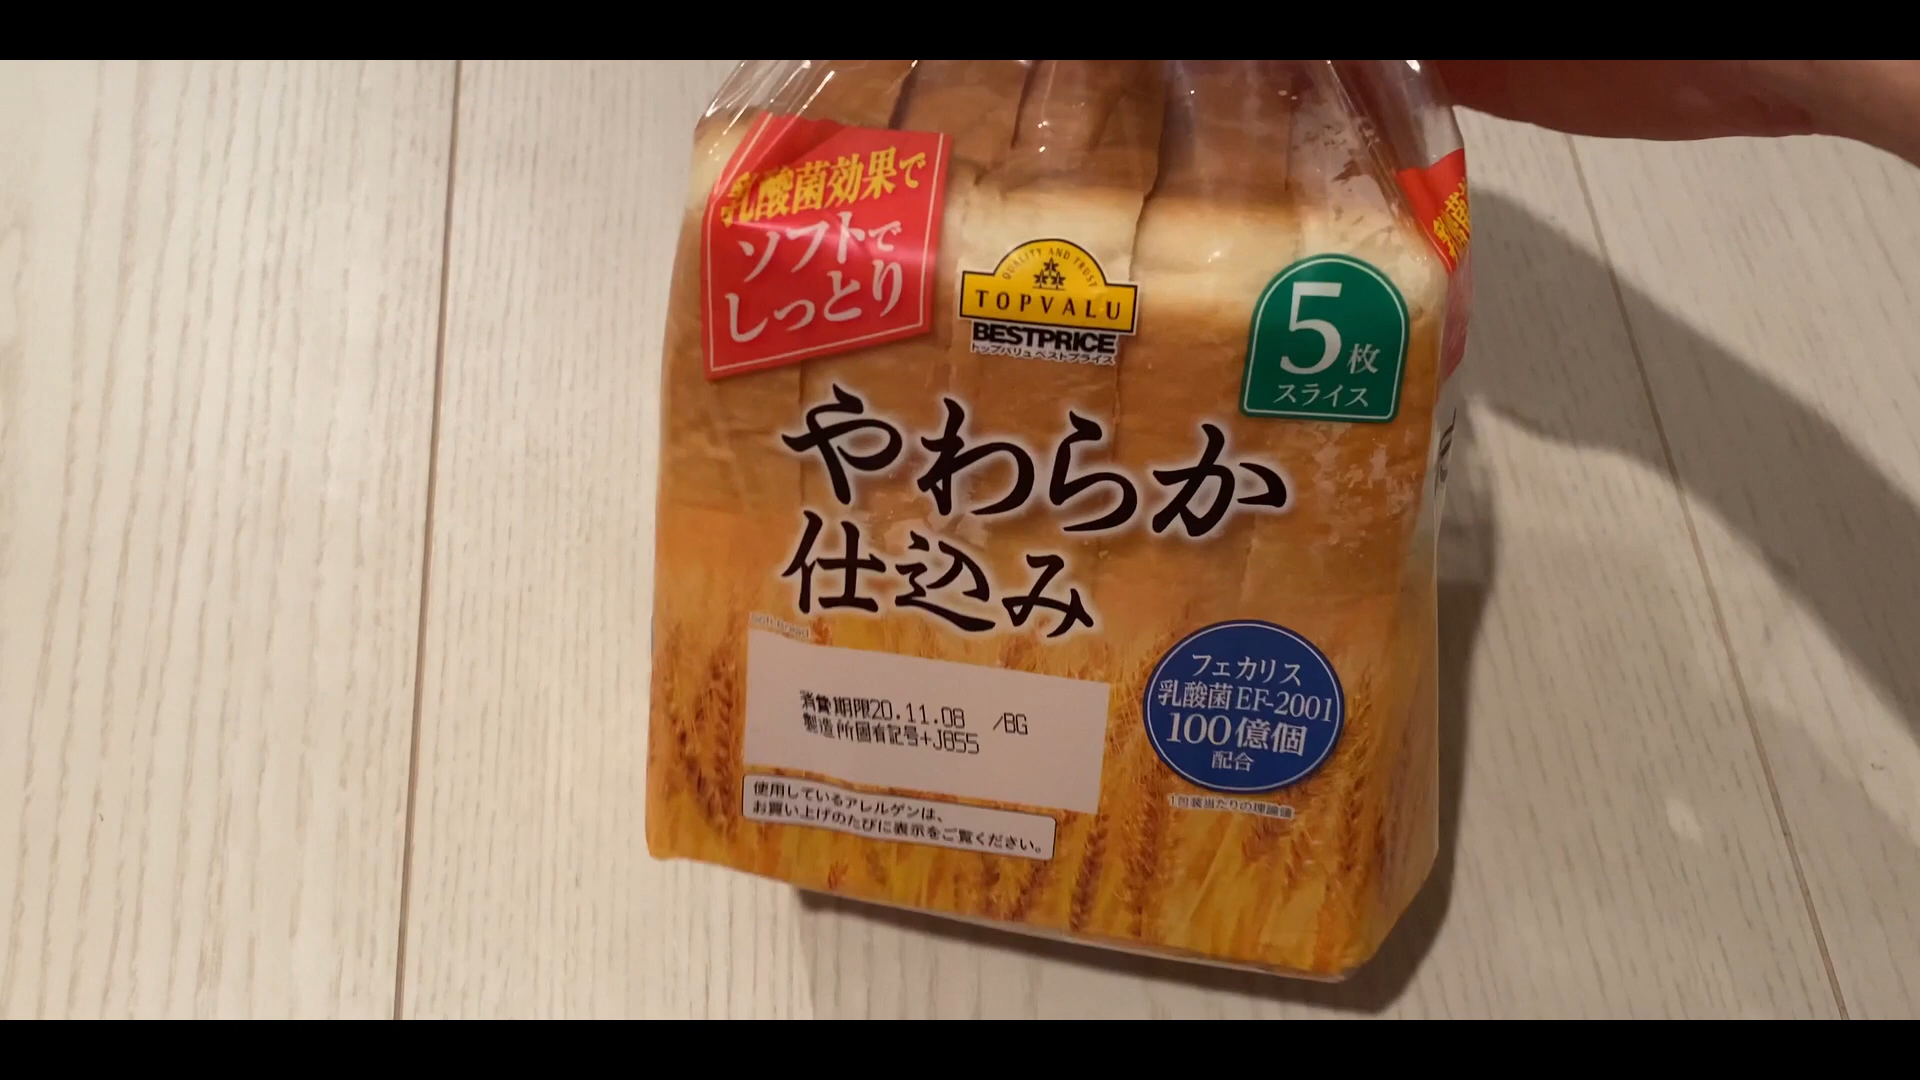 乳酸菌効果で
ソフトで
しっとり
QUALITY AND TRUST
TOPVALU
BESTPRICE
トップバリュ ベストプライス
5枚
スライス
やわらか
仕込み
Soft Bread
消費期限20.11.08 /BG
製造所固有記号+J855
使用しているアレルゲンは、
お買い上げのたびに表示をご覧ください。
フェカリス
乳酸菌EF-2001
100億個
配合
1包装当たりの理論値